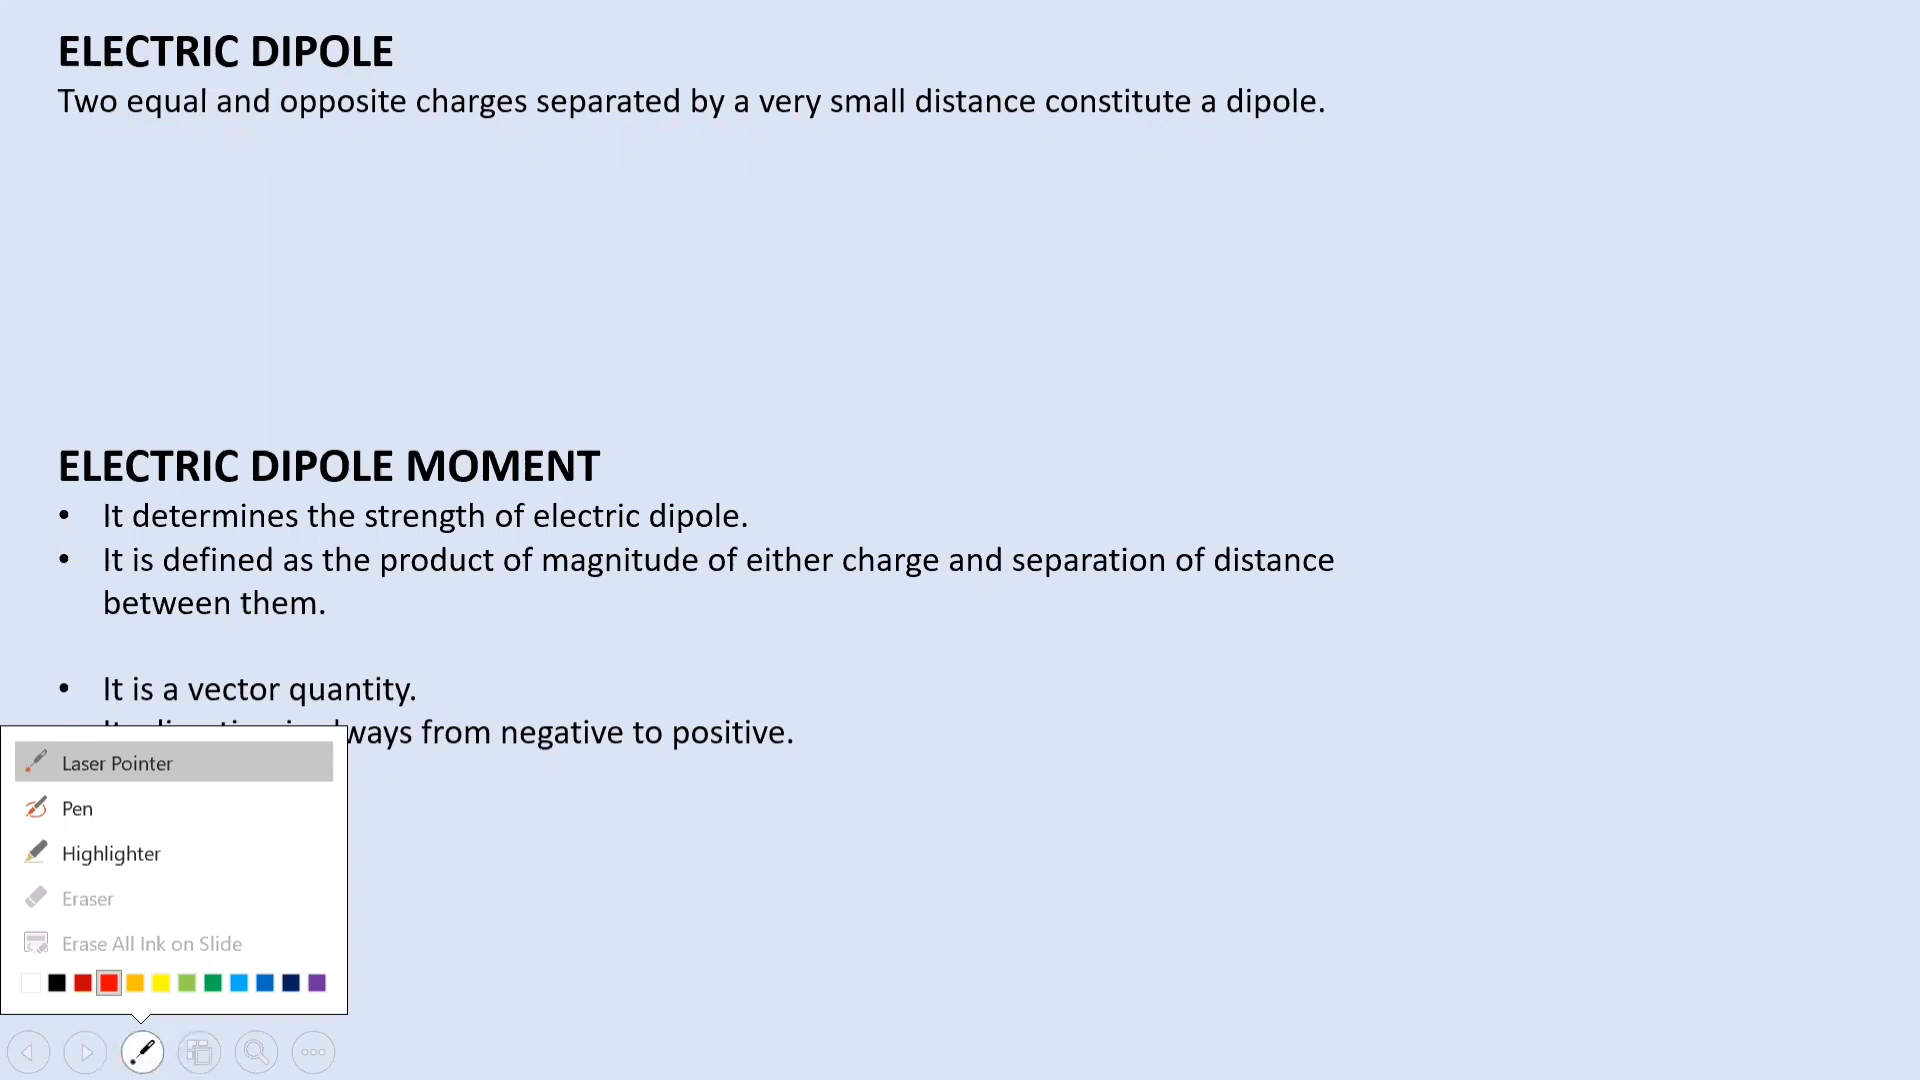 ELECTRIC DIPOLE
Two equal and opposite charges separated by a very small distance constitute a dipole.
ELECTRIC DIPOLE MOMENT
• It determines the strength of electric dipole.
• It is defined as the product of magnitude of either charge and separation of distance
between them.
• It is a vector quantity.
always from negative to positive.
Laser Pointer
Pen
Highlighter
Eraser
Erase All Ink on Slide